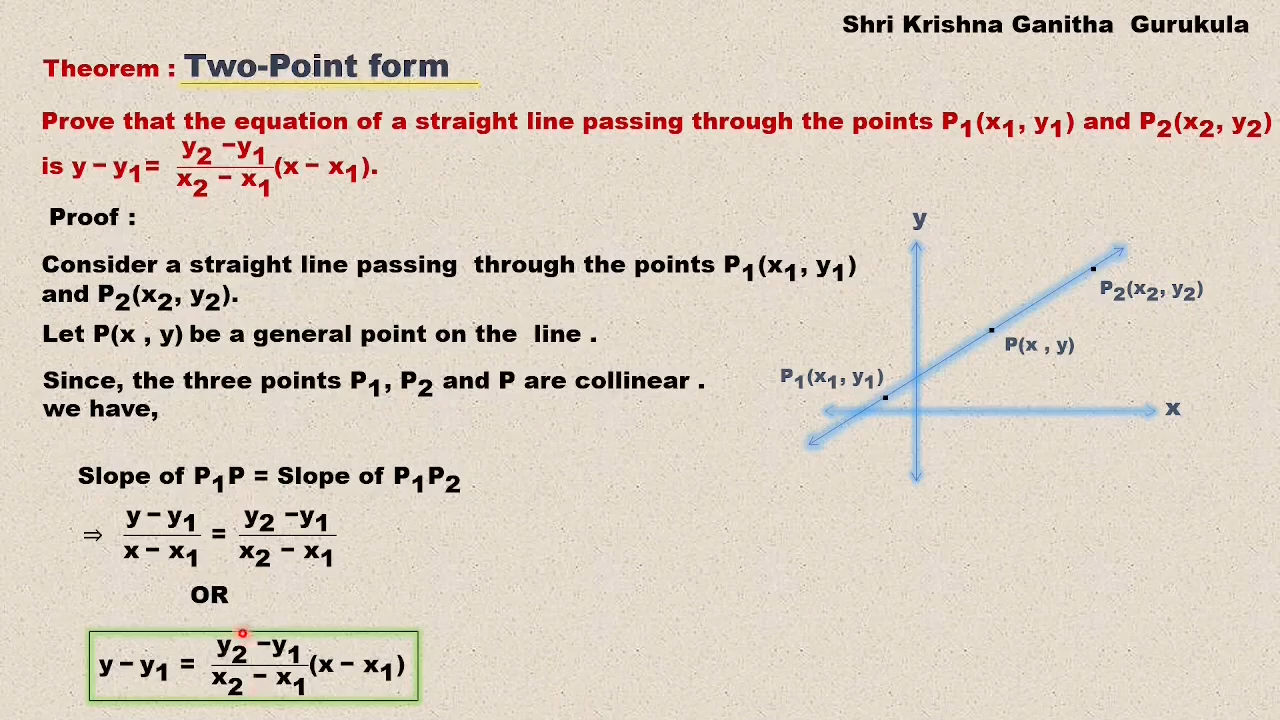 Shri Krishna Ganitha Gurukula
Theorem : Two-Point form
Prove that the equation of a straight line passing through the points P₁(x₁, y₁) and P₂(x₂, y₂)
is y – y₁= (y₂ –y₁)/(x₂ – x₁)(x – x₁).
Proof :
Consider a straight line passing through the points P₁(x₁, y₁)
and P₂(x₂, y₂).
Let P(x , y) be a general point on the line .
Since, the three points P₁, P₂ and P are collinear .
we have,
Slope of P₁P = Slope of P₁P₂
⇒ (y – y₁)/(x – x₁) = (y₂ –y₁)/(x₂ – x₁)
OR
y – y₁ = (y₂ –y₁)/(x₂ – x₁)(x – x₁)
y
P₂(x₂, y₂)
P(x , y)
P₁(x₁, y₁)
x